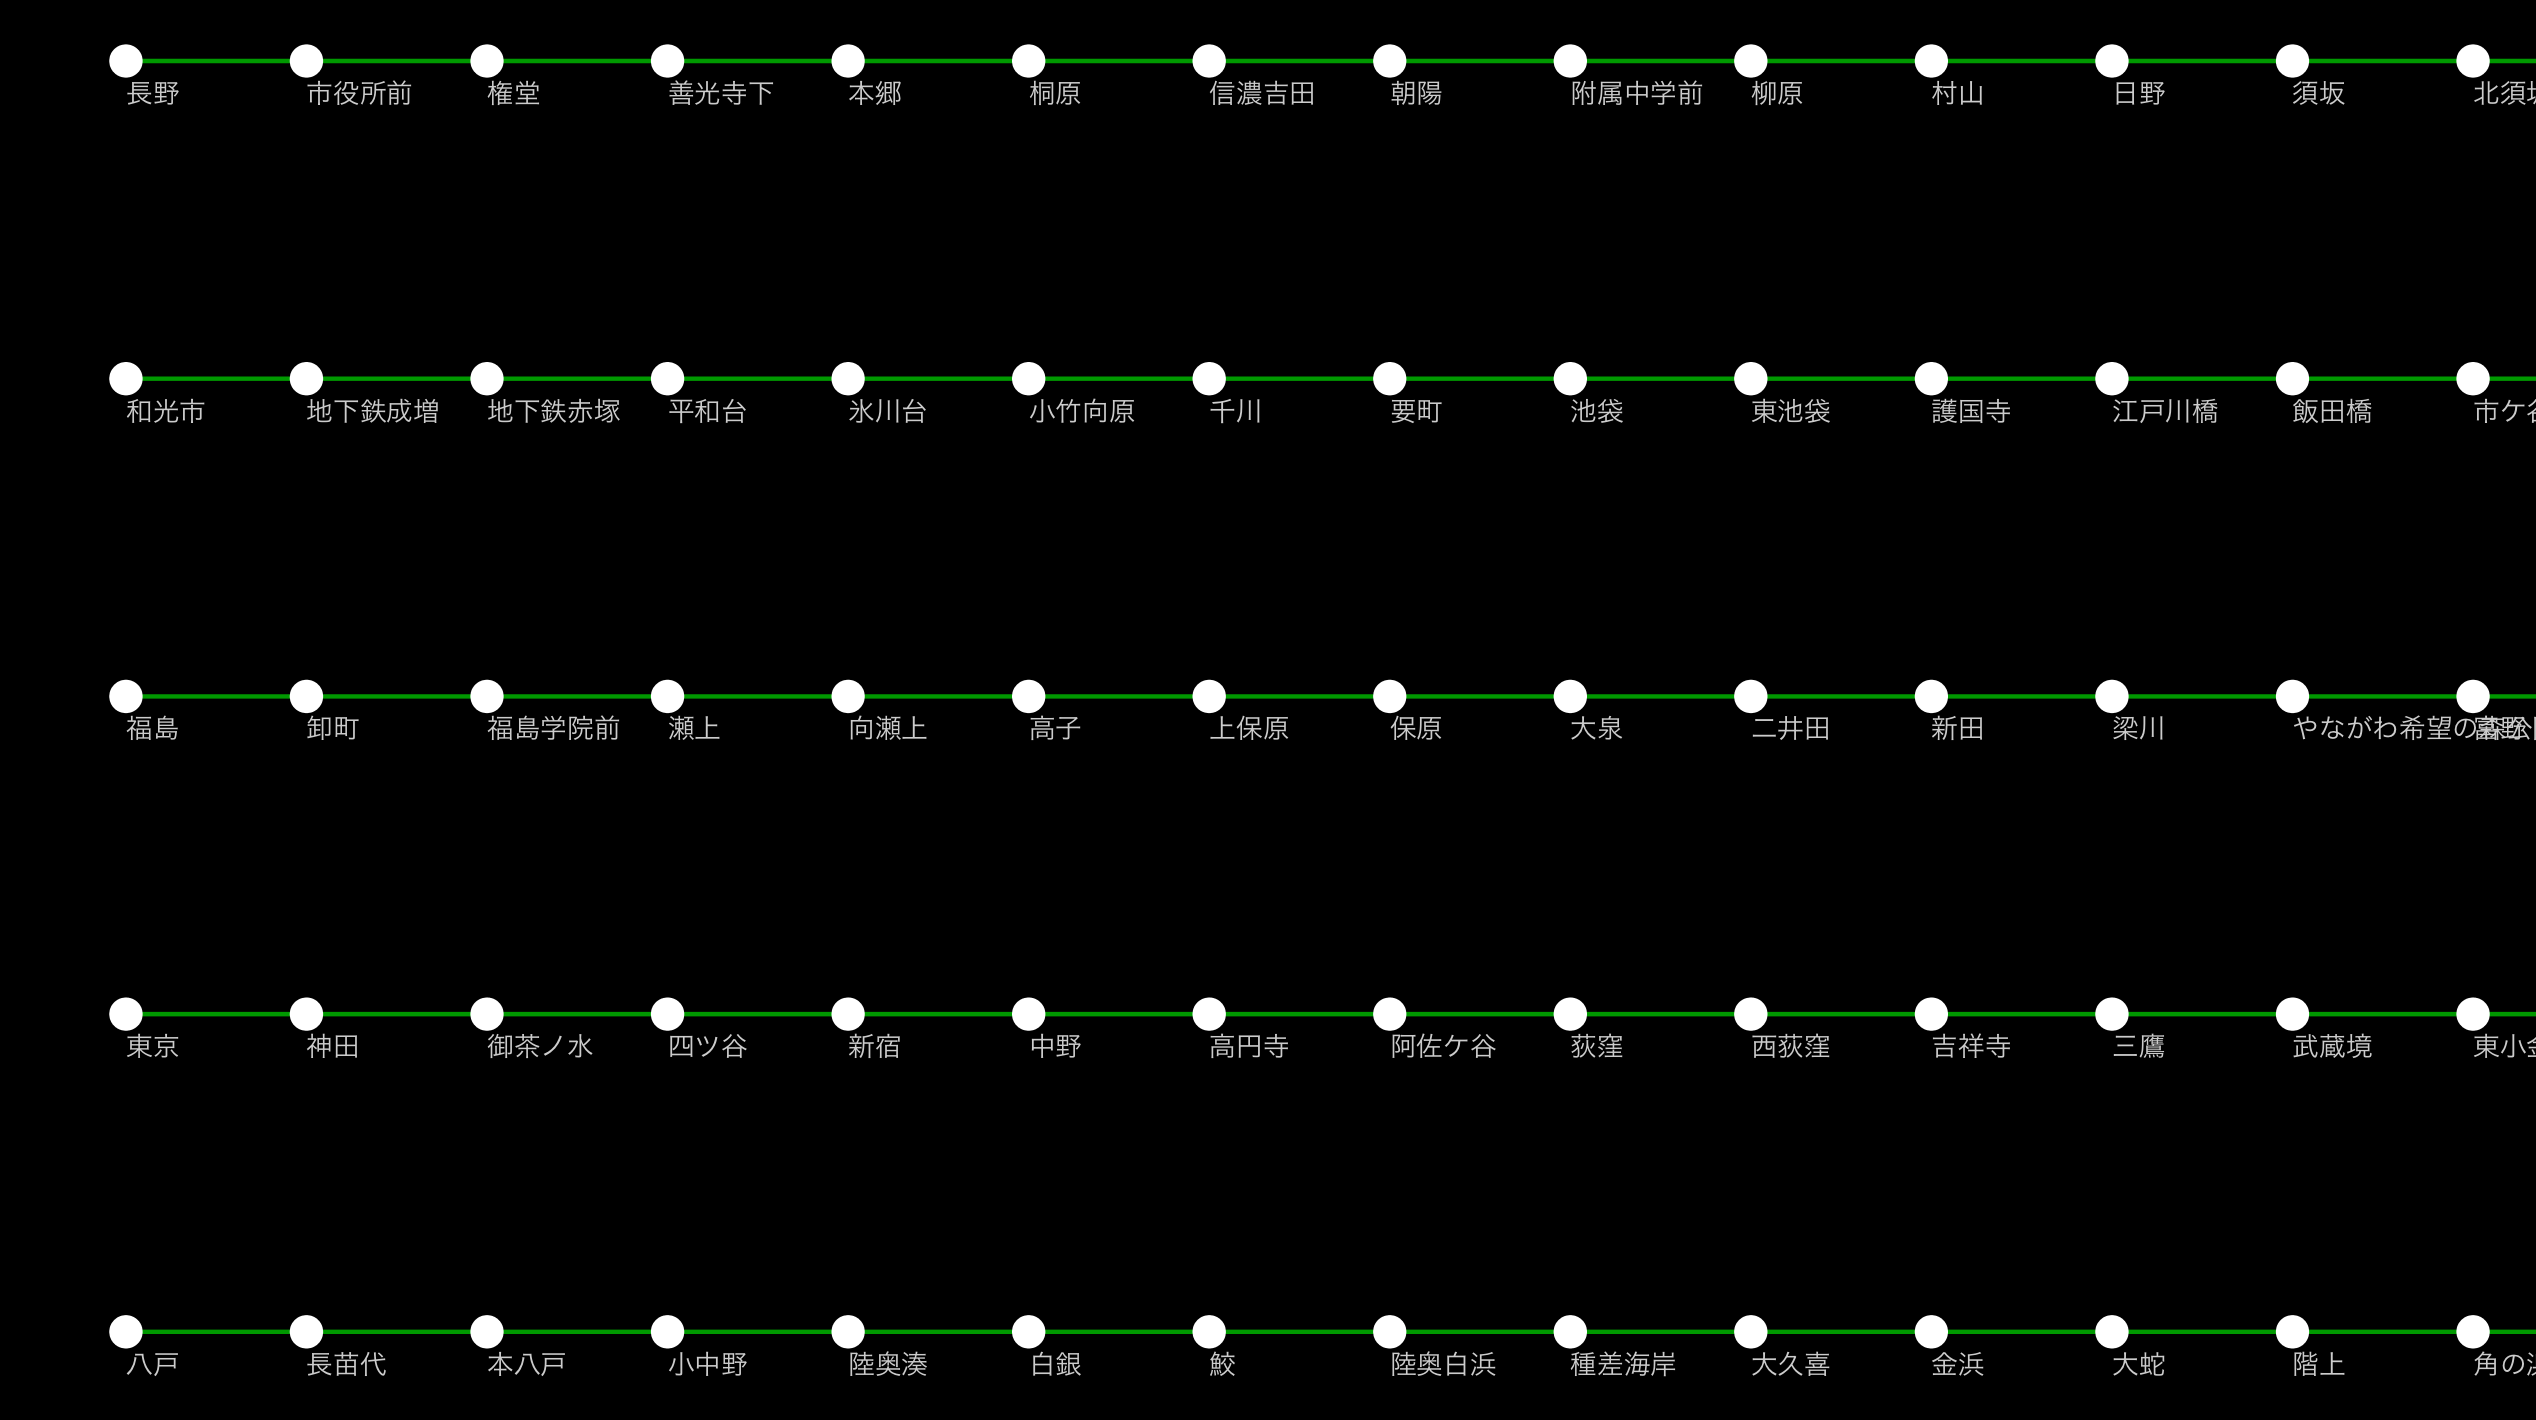 長野 市役所前 権堂 善光寺下 本郷 桐原 信濃吉田 朝陽 附属中学前 柳原 村山 日野 須坂 北須坂
和光市 地下鉄成増 地下鉄赤塚 平和台 氷川台 小竹向原 千川 要町 池袋 東池袋 護国寺 江戸川橋 飯田橋 市ケ谷
福島 卸町 福島学院前 瀬上 向瀬上 高子 上保原 保原 大泉 二井田 新田 梁川 やながわ希望の森公園 富野
東京 神田 御茶ノ水 四ツ谷 新宿 中野 高円寺 阿佐ケ谷 荻窪 西荻窪 吉祥寺 三鷹 武蔵境 東小金
八戸 長苗代 本八戸 小中野 陸奥湊 白銀 鮫 陸奥白浜 種差海岸 大久喜 金浜 大蛇 階上 角の浜